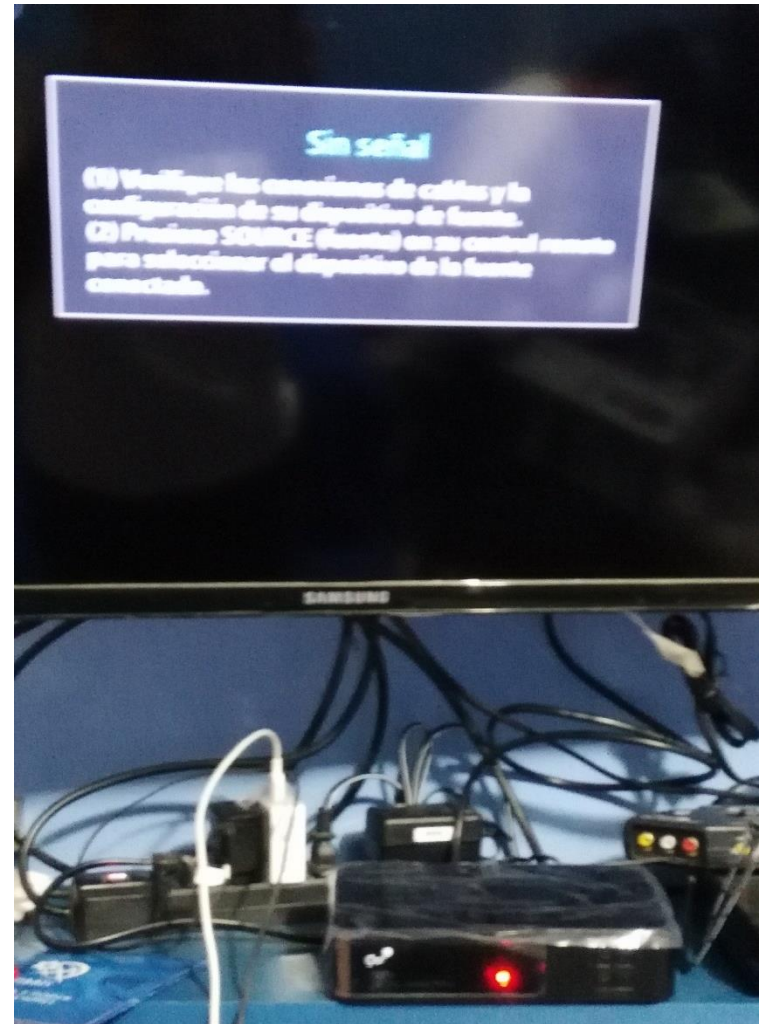 Sin señal
(1) Verifique las conexiones de cables y la
configuración de su dispositivo de fuente.
(2) Presione SOURCE (fuente) en su control remoto
para seleccionar el dispositivo de la fuente
conectado.
SAMSUNG